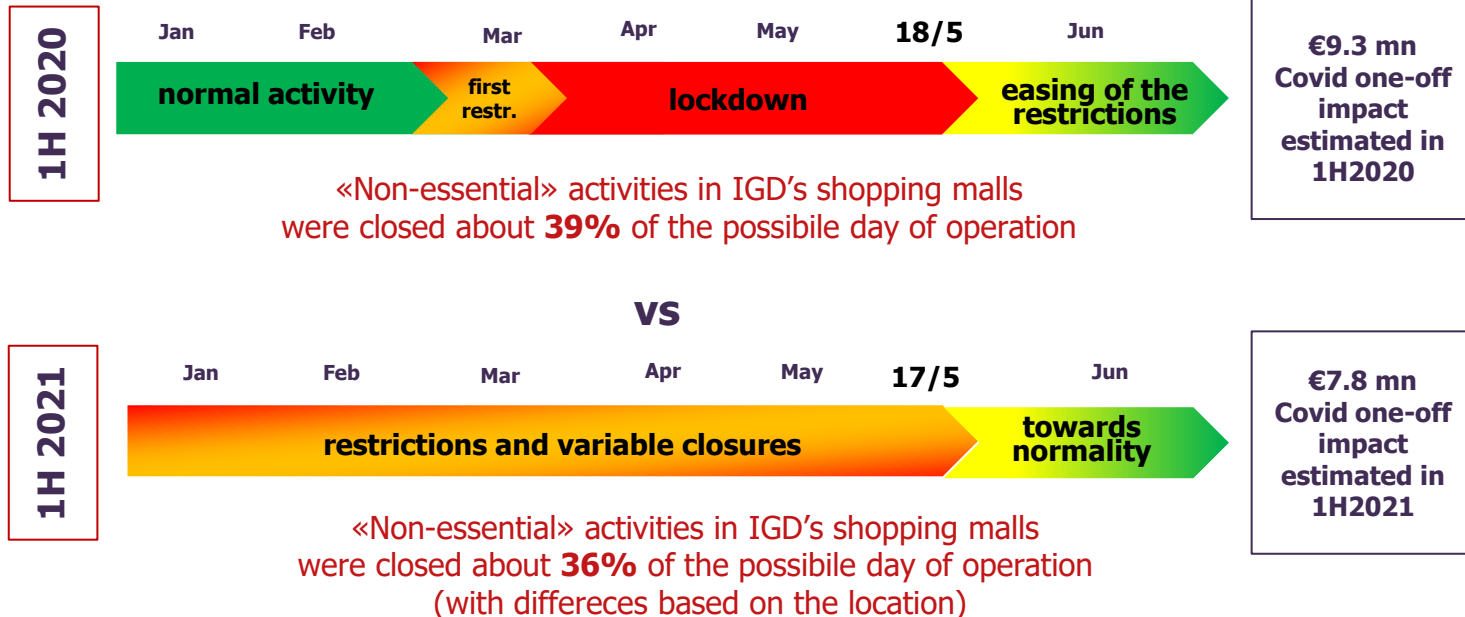 1H 2020
Jan Feb Mar Apr May 18/5 Jun
normal activity
first
restr.
lockdown
easing of the
restrictions
€9.3 mn
Covid one-off
impact
estimated in
1H2020
«Non-essential» activities in IGD’s shopping malls
were closed about 39% of the possibile day of operation
vs
1H 2021
Jan Feb Mar Apr May 17/5 Jun
restrictions and variable closures
towards
normality
€7.8 mn
Covid one-off
impact
estimated in
1H2021
«Non-essential» activities in IGD’s shopping malls
were closed about 36% of the possibile day of operation
(with differeces based on the location)